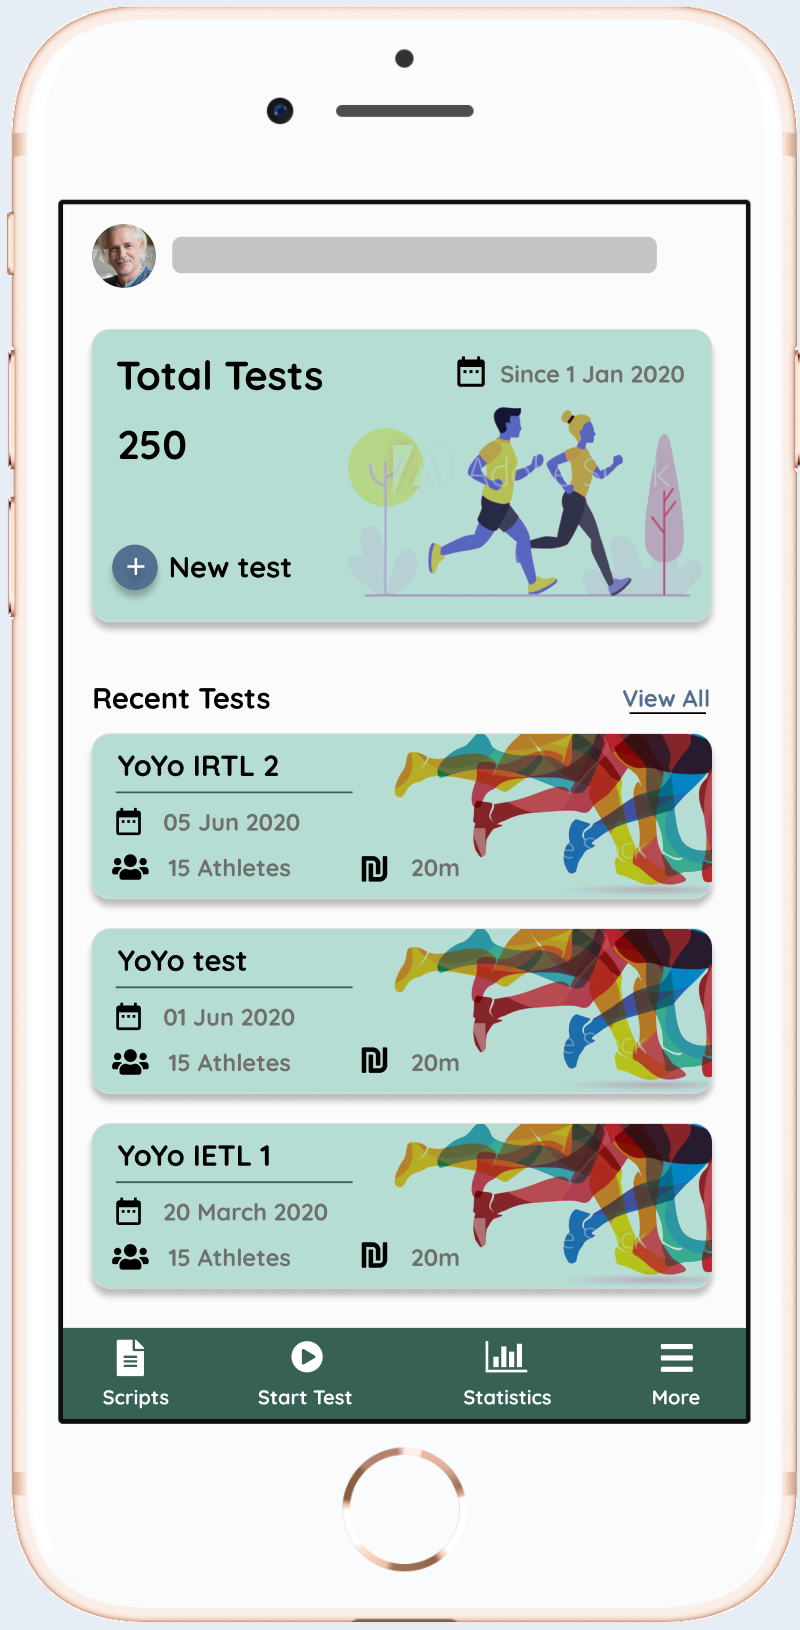 Total Tests
Since 1 Jan 2020
250
New test
Recent Tests
View All
YoYo IRTL 2
05 Jun 2020
15 Athletes
20m
YoYo test
01 Jun 2020
15 Athletes
20m
YoYo IETL 1
20 March 2020
15 Athletes
20m
Scripts
Start Test
Statistics
More